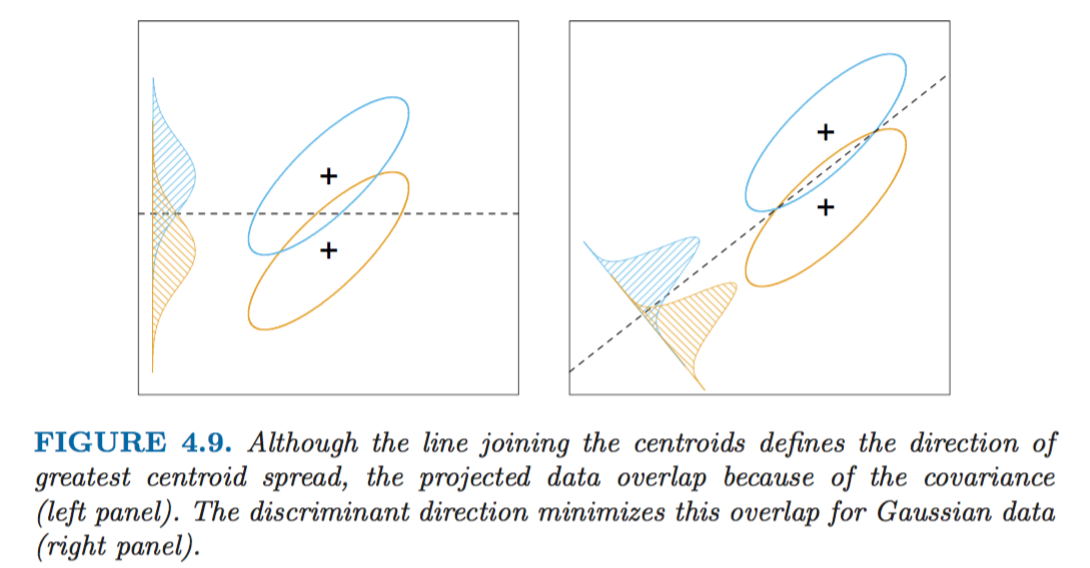 FIGURE 4.9. Although the line joining the centroids defines the direction of
greatest centroid spread, the projected data overlap because of the covariance
(left panel). The discriminant direction minimizes this overlap for Gaussian data
(right panel).